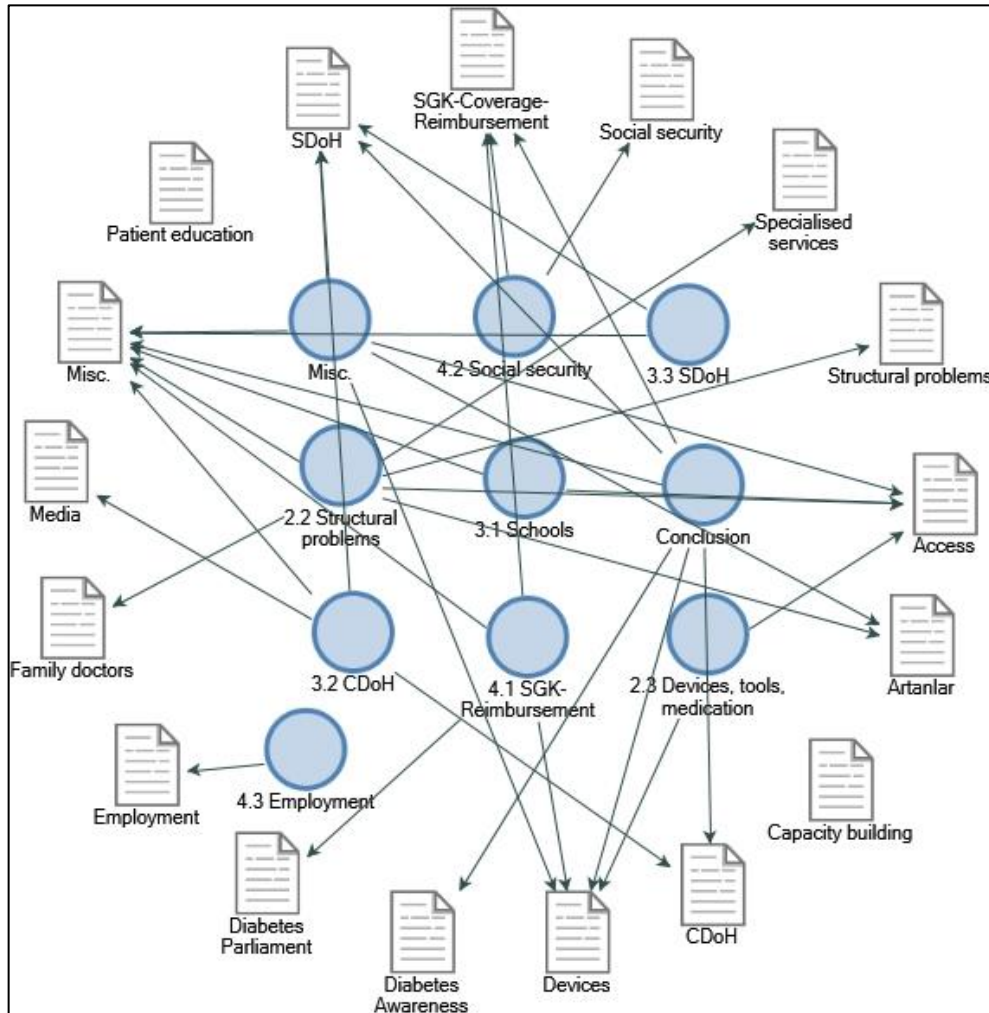 SDoH
SGK-Coverage-
Reimbursement
Social security
Specialised
services
Patient education
Misc.
Misc.
4.2 Social security
3.3 SDoH
Structural problems
Media
2.2 Structural
problems
3.1 Schools
Conclusion
Access
Family doctors
3.2 CDoH
4.1 SGK-
Reimbursement
2.3 Devices, tools,
medication
Artanlar
Employment
4.3 Employment
Capacity building
Diabetes
Parliament
Diabetes
Awareness
Devices
CDoH